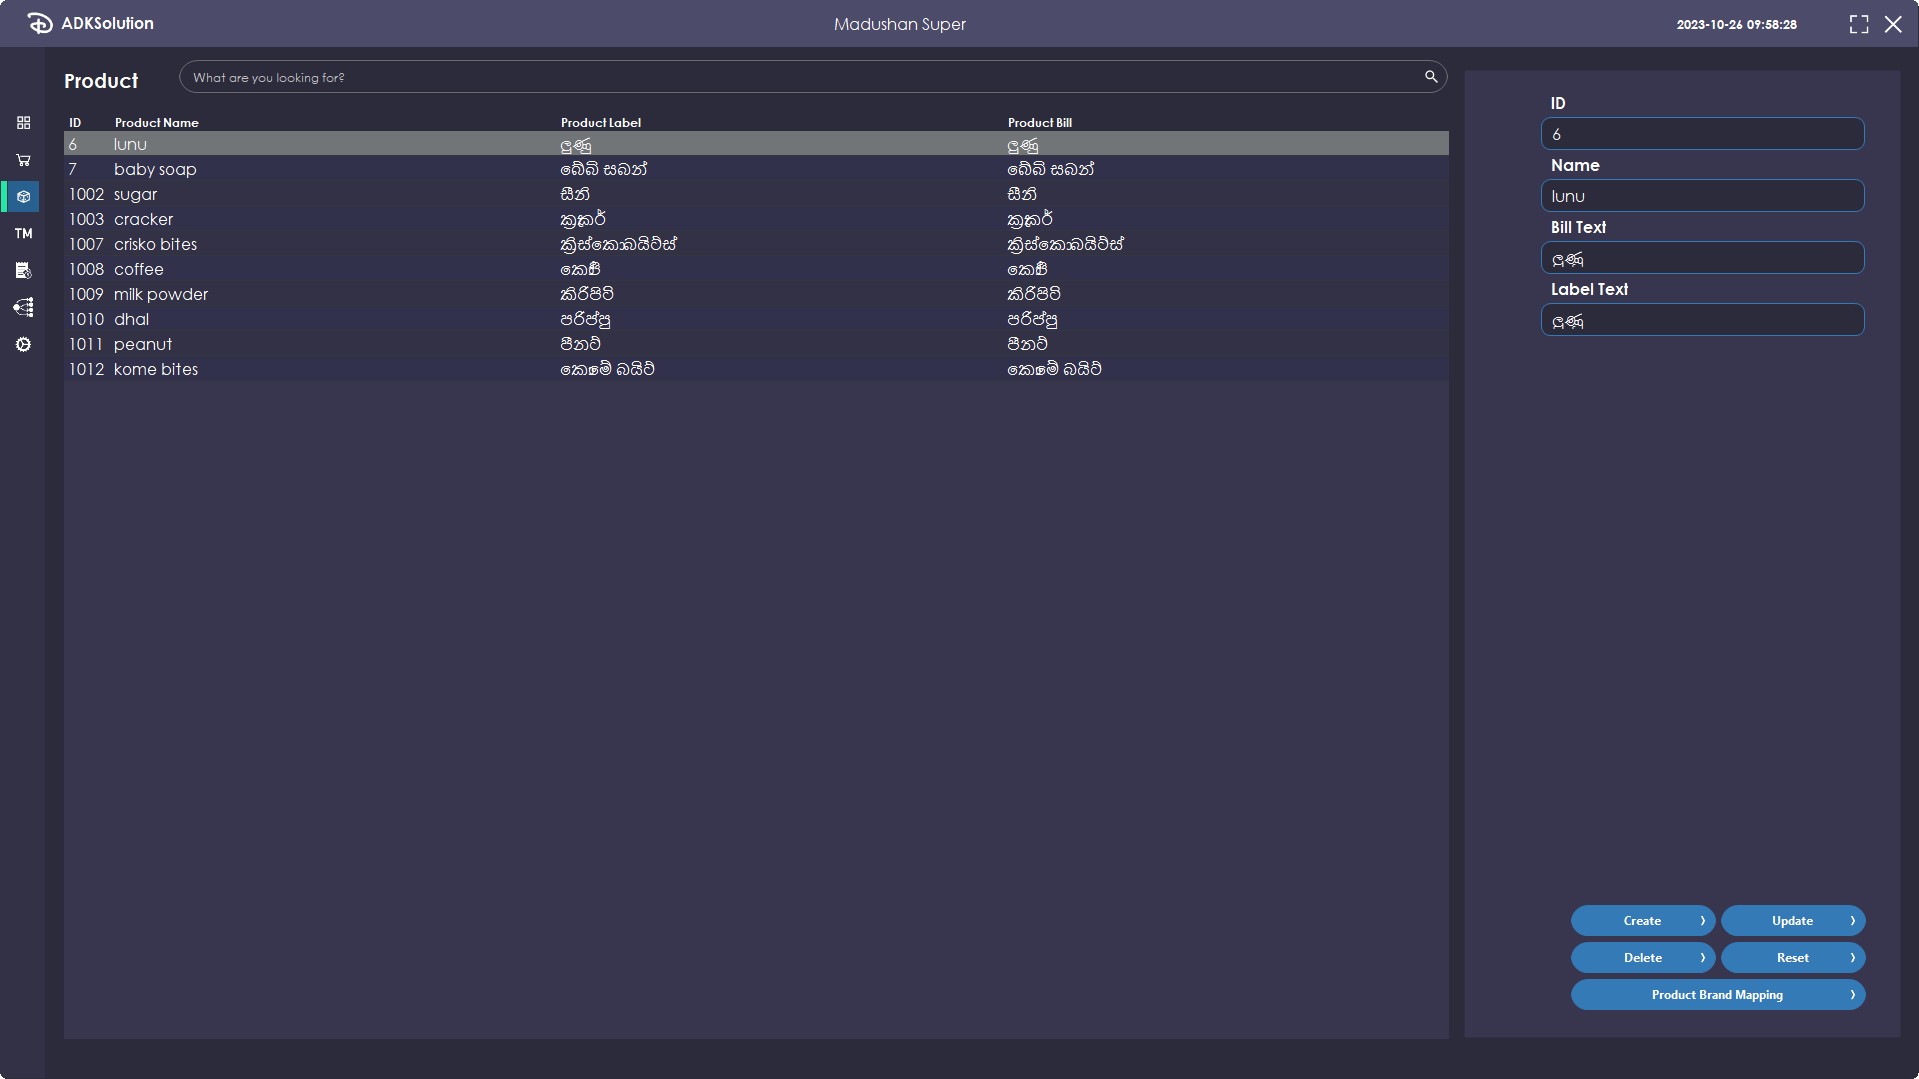 ADKSolution
Madushan Super
2023-10-26 09:58:28
Product
What are you looking for?
TM
ID Product Name Product Label Product Bill
6 lunu ලුණු ලුණු
7 baby soap බේබි සබන් බේබි සබන්
1002 sugar සීනි සීනි
1003 cracker ක්‍රැකර් ක්‍රැකර්
1007 crisko bites ක්‍රිස්කොබයිට්ස් ක්‍රිස්කොබයිට්ස්
1008 coffee කෝපි කෝපි
1009 milk powder කිරිපිටි කිරිපිටි
1010 dhal පරිප්පු පරිප්පු
1011 peanut පීනට් පීනට්
1012 kome bites කොමේ බයිට් කොමේ බයිට්
ID
6
Name
lunu
Bill Text
ලුණු
Label Text
ලුණු
Create
Update
Delete
Reset
Product Brand Mapping